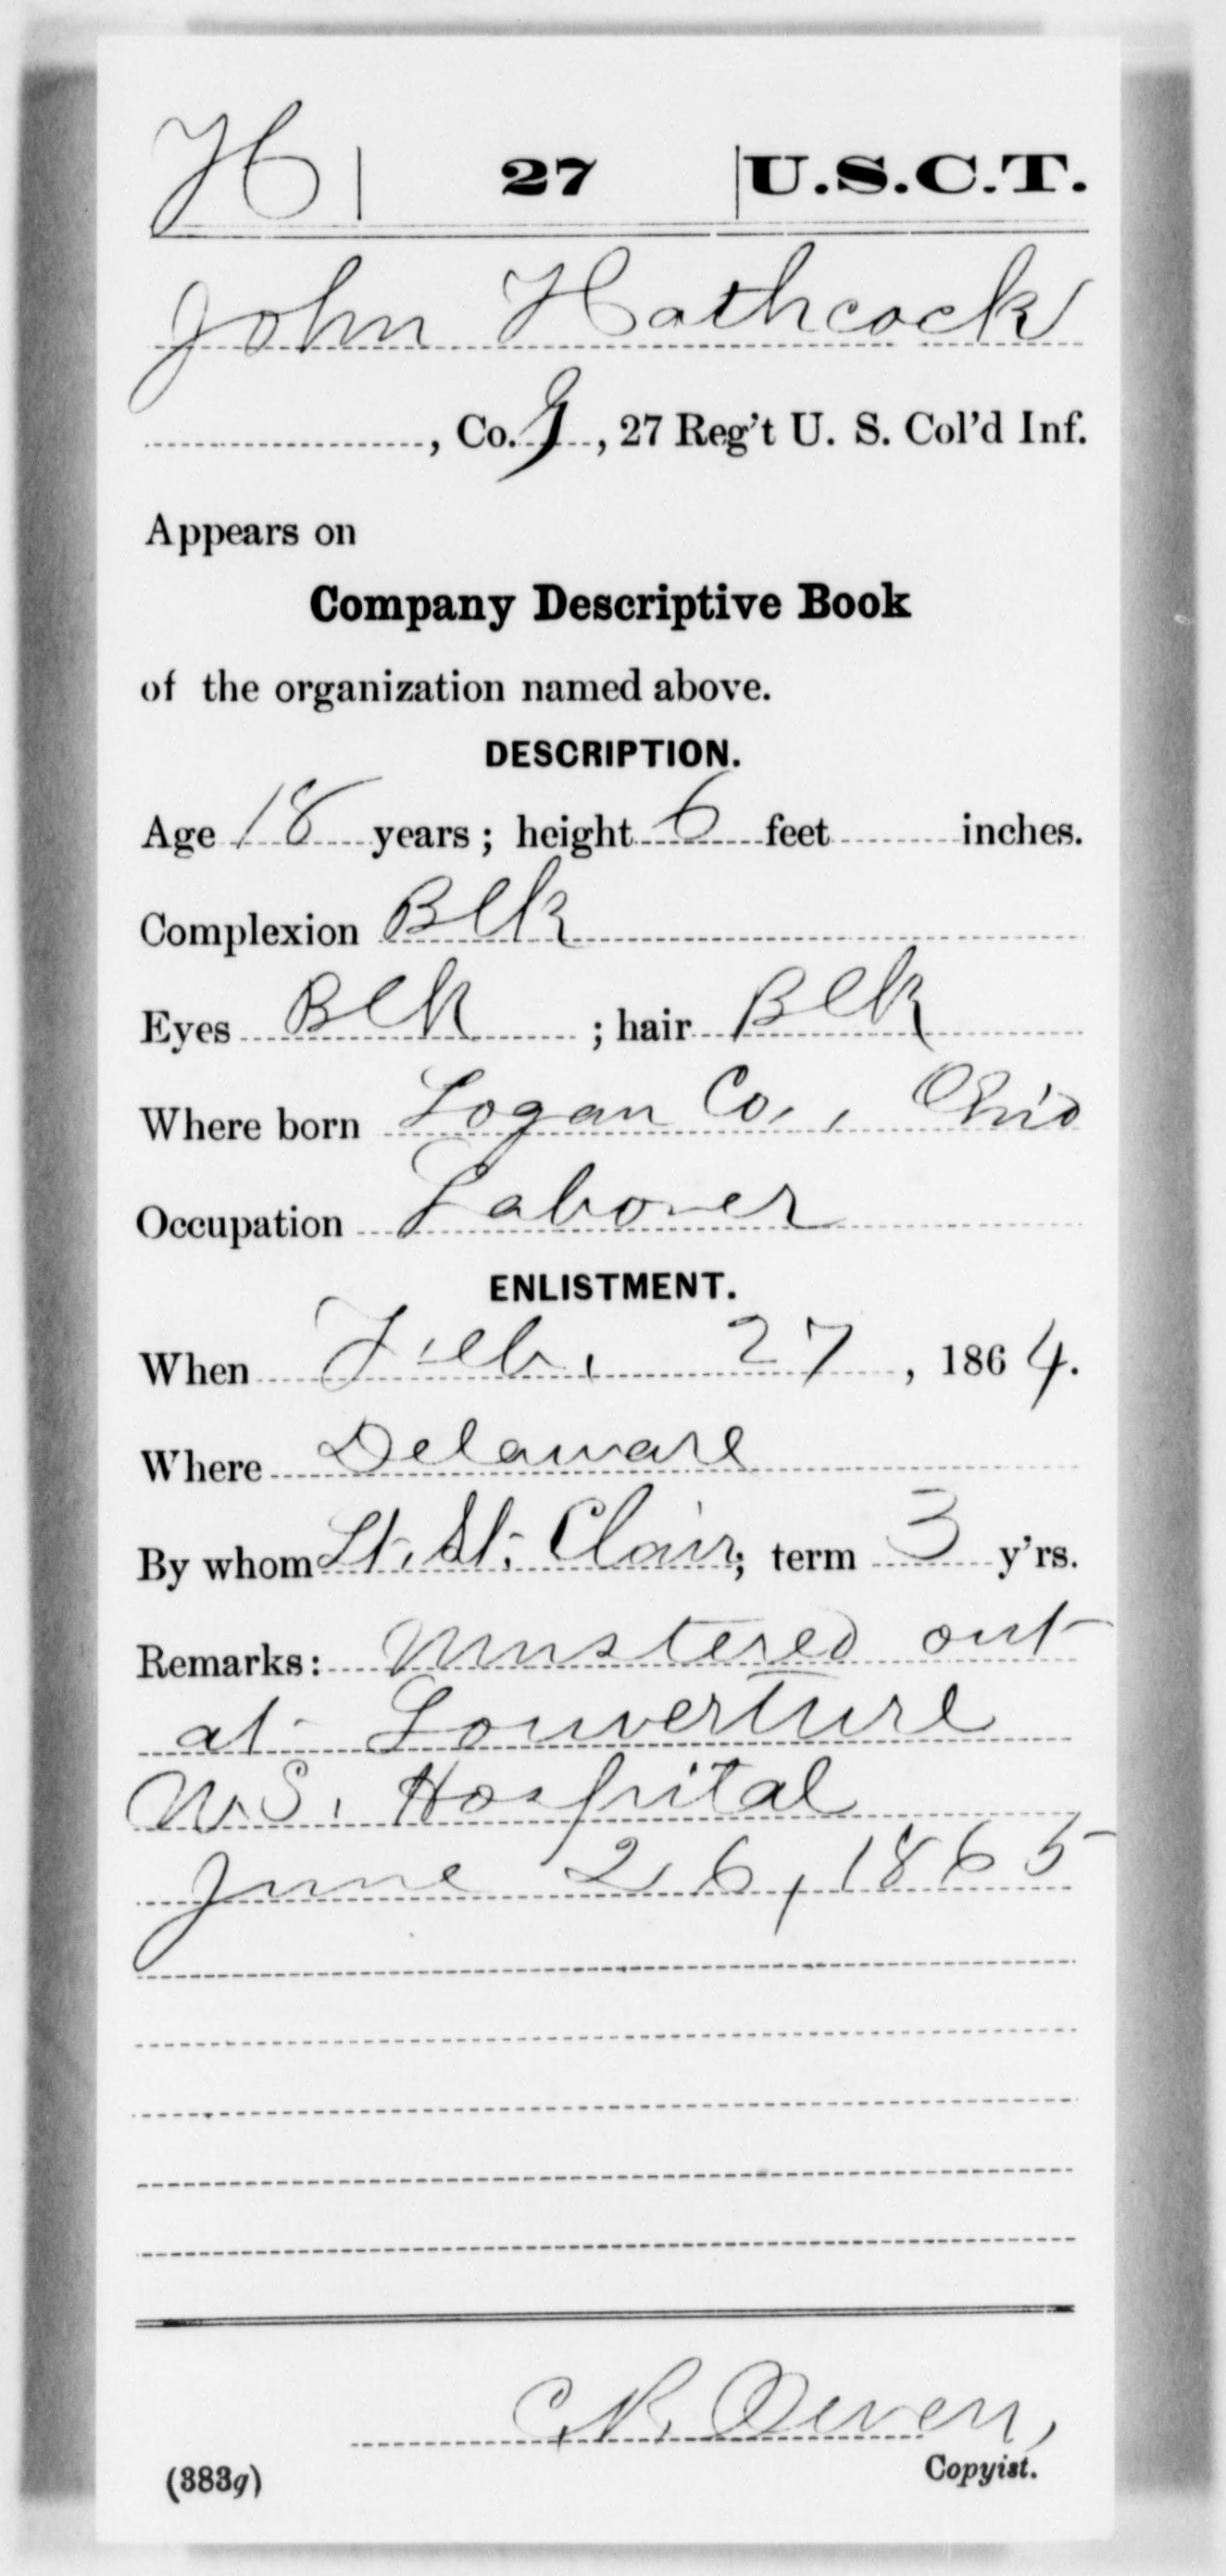 H | 27 | U.S.C.T.
John Hathcock
, Co. G, 27 Reg't U. S. Col'd Inf.
Appears on
Company Descriptive Book
of the organization named above.
DESCRIPTION.
Age 18 years; height 6 feet inches.
Complexion Blk
Eyes Blk ; hair Blk
Where born Logan Co., Ohio
Occupation Laborer
ENLISTMENT.
When Feb. 27, 1864.
Where Delaware
By whom Lt. St. Clair; term 3 y'rs.
Remarks: Mustered out
at Louverture
U.S. Hospital
June 26, 1865
C.R. Owen,
Copyist.
(383g)